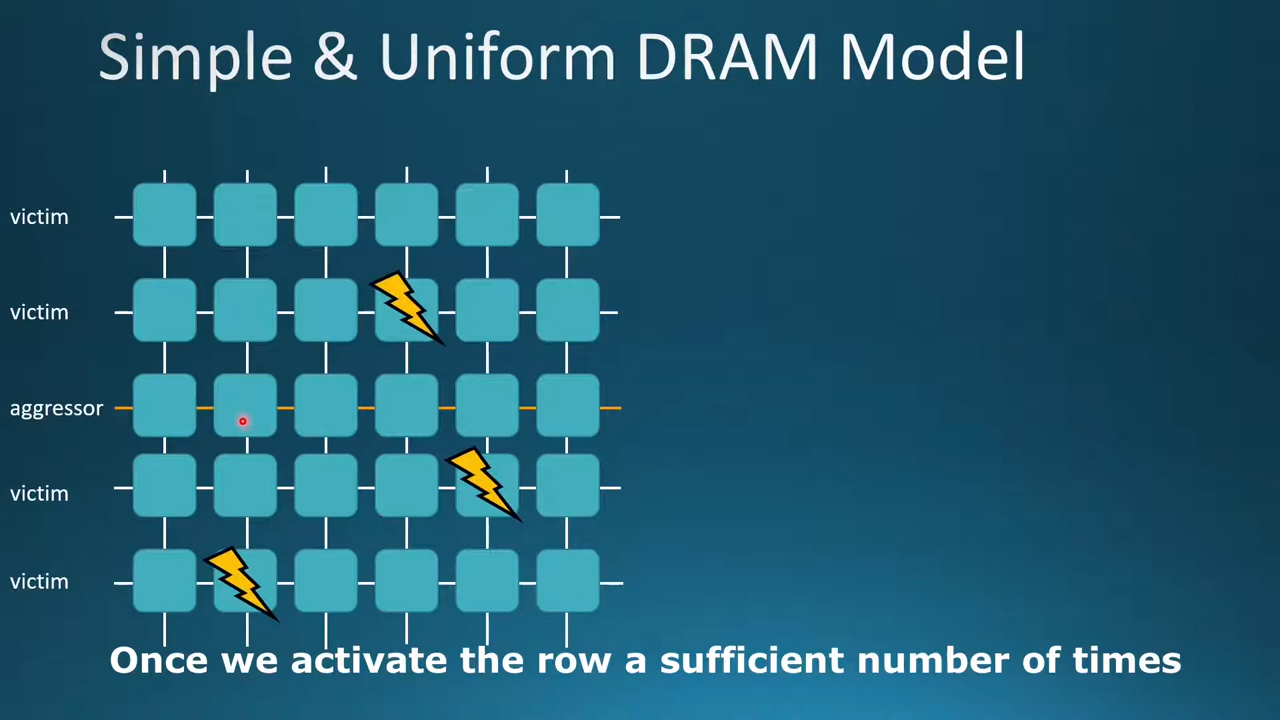 Simple & Uniform DRAM Model
victim
victim
aggressor
victim
victim
Once we activate the row a sufficient number of times